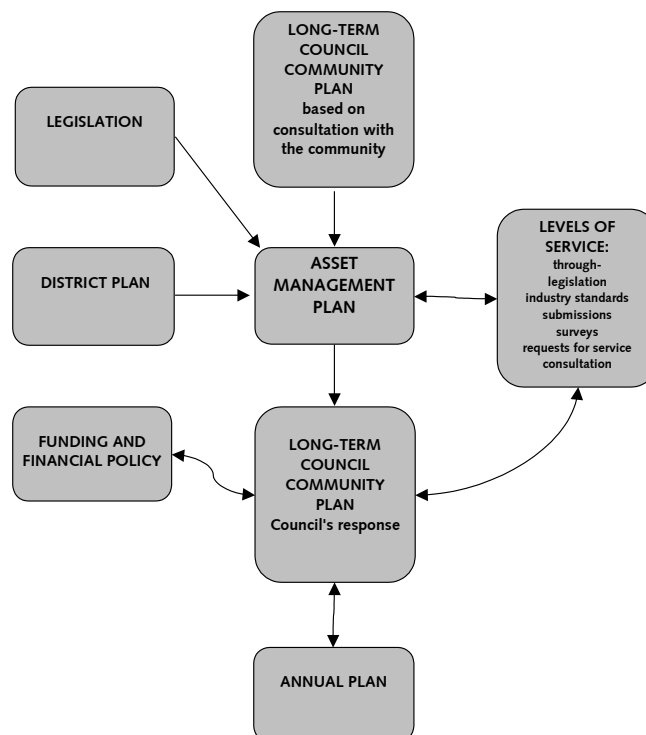 LONG-TERM
COUNCIL
COMMUNITY
PLAN
based on
consultation with
the community
LEGISLATION
DISTRICT PLAN
ASSET
MANAGEMENT
PLAN
LEVELS OF
SERVICE:
through-
legislation
industry standards
submissions
surveys
requests for service
consultation
FUNDING AND
FINANCIAL POLICY
LONG-TERM
COUNCIL
COMMUNITY
PLAN
Council's response
ANNUAL PLAN